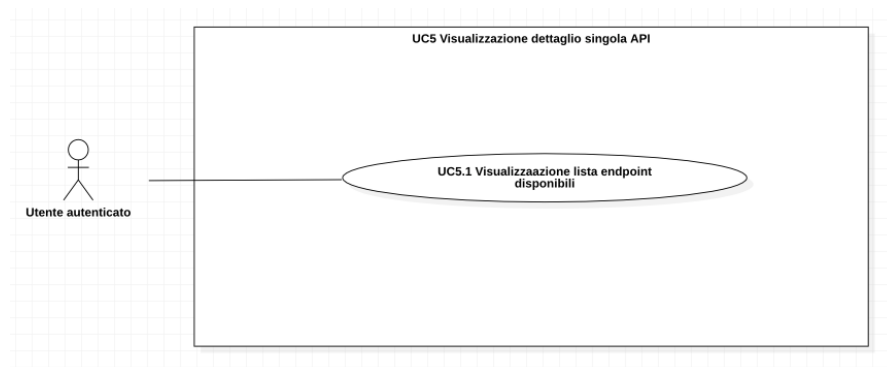 UC5 Visualizzazione dettaglio singola API
UC5.1 Visualizzaazione lista endpoint
disponibili
Utente autenticato